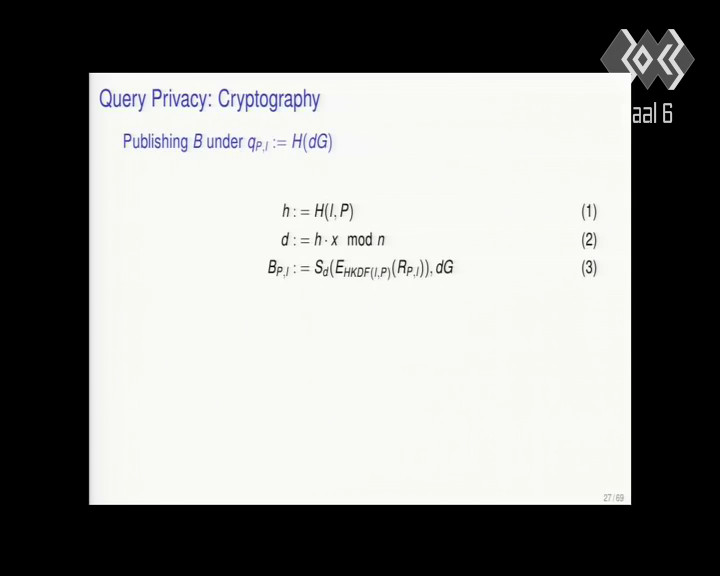 Query Privacy: Cryptography
aal 6
Publishing B under q_{P,I} := H(dG)
h := H(l, P) (1)
d := h · x mod n (2)
B_{P,I} := S_d(E_{HKDF(l,P)}(R_{P,I})), dG (3)
27 / 69